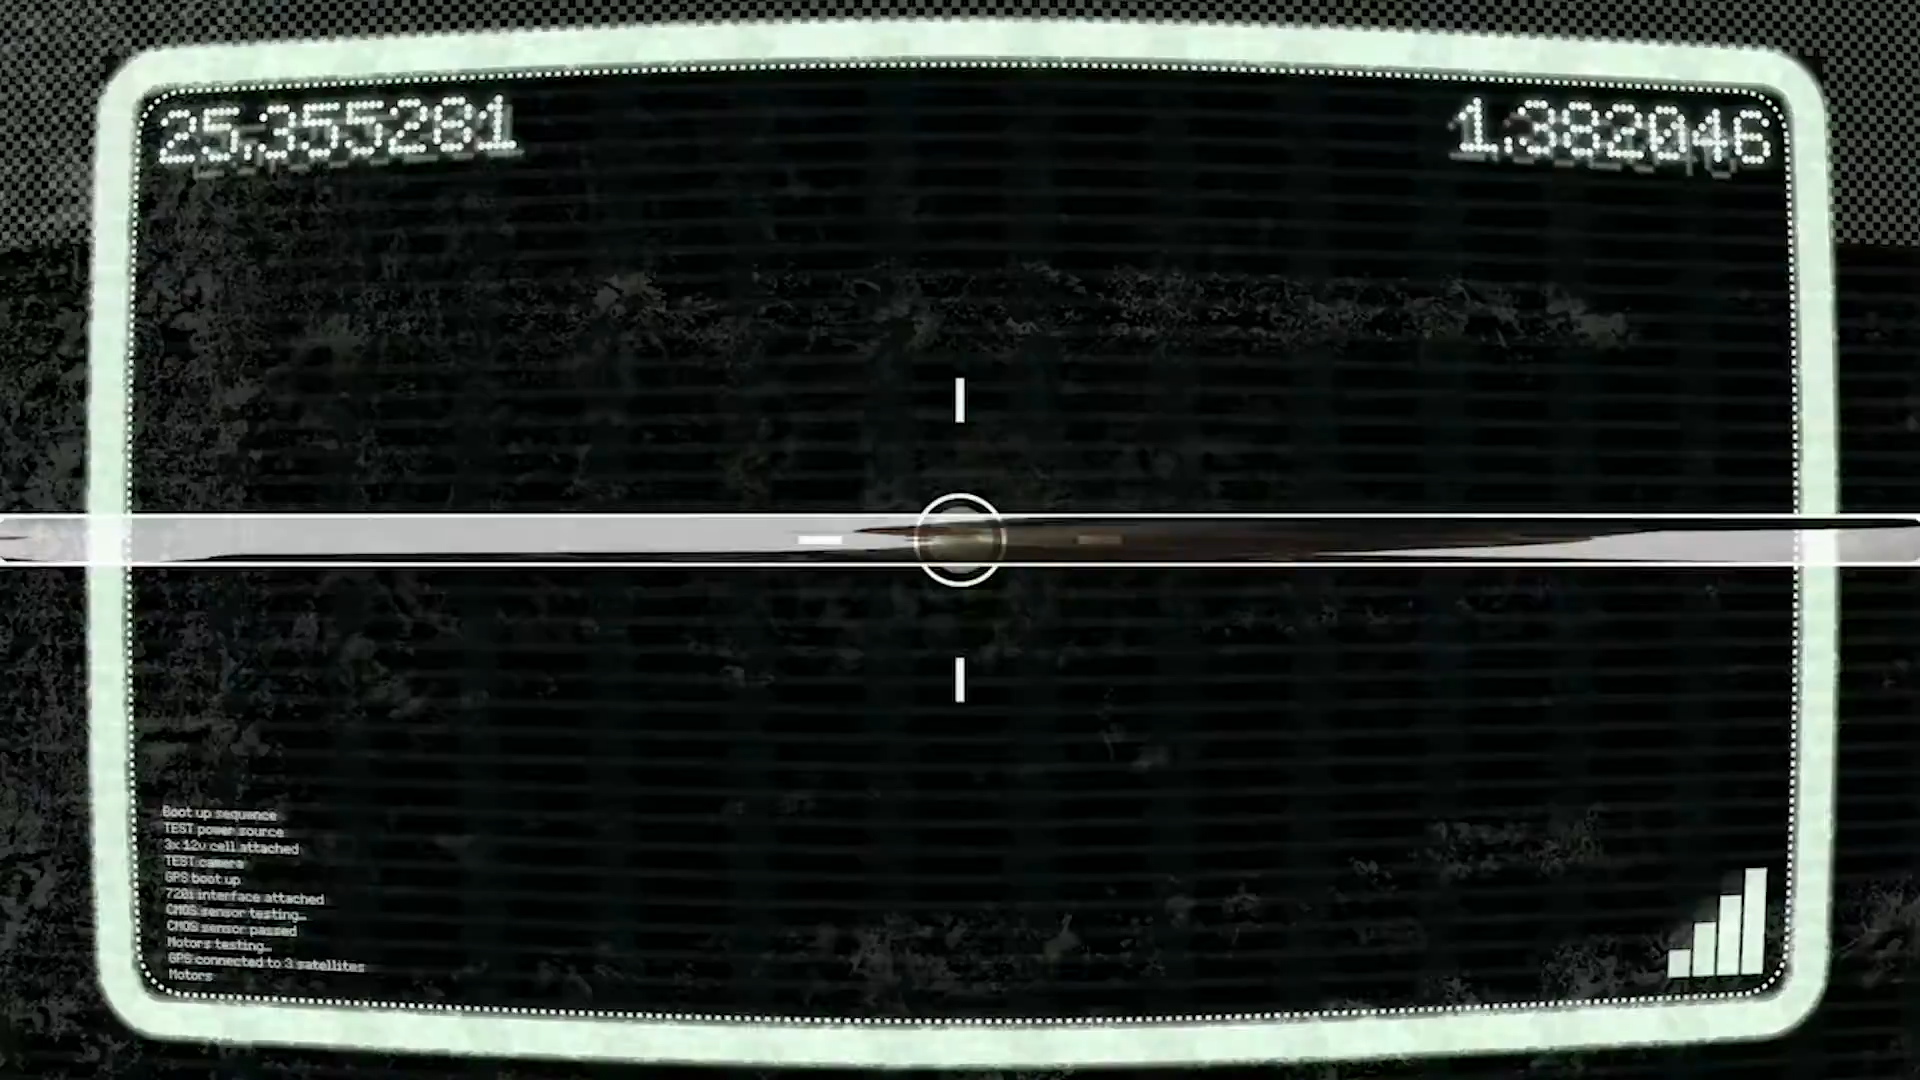 25.355281
1.382046
Boot up sequence
TEST power source
3x 12v cell attached
TEST camera
GPS boot up
720i interface attached
CMOS sensor testing...
CMOS sensor passed
Motors testing...
GPS connected to 3 satellites
Motors